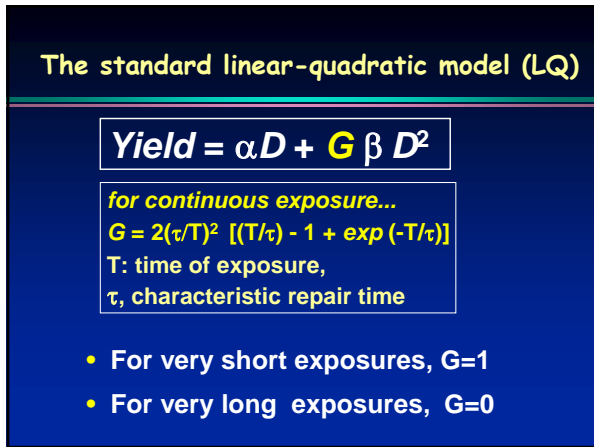 The standard linear-quadratic model (LQ)
Yield = αD + G β D²
for continuous exposure...
G = 2(τ/T)² [(T/τ) - 1 + exp (-T/τ)]
T: time of exposure,
τ, characteristic repair time
• For very short exposures, G=1
• For very long exposures, G=0